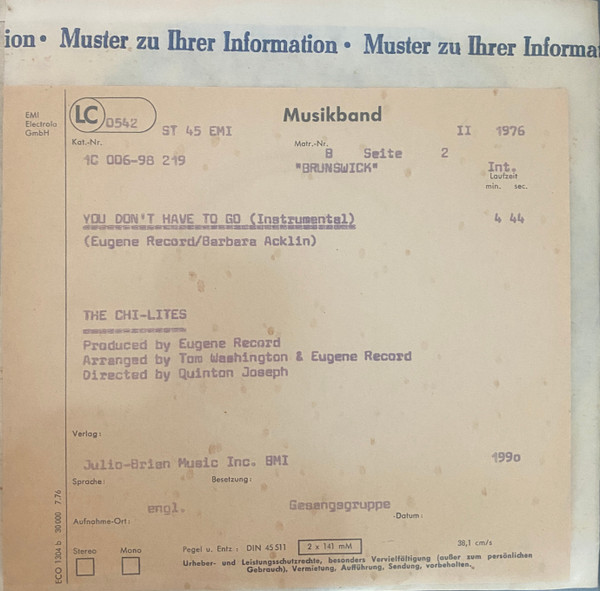 ion • Muster zu Ihrer Information • Muster zu Ihrer Informa
EMI
Electrola
GmbH
LC 0542
ST 45 EMI
Musikband
II 1976
Kat.-Nr.
Matr.-Nr.
1C 006-98 219
B Seite 2
"BRUNSWICK"
Int.
Laufzeit
min. sec.
YOU DON'T HAVE TO GO (Instrumental)
4 44
(Eugene Record/Barbara Acklin)
THE CHI-LITES
Produced by Eugene Record
Arranged by Tom Washington & Eugene Record
Directed by Quinton Joseph
Verlag:
Julio-Brian Music Inc. BMI
1990
Sprache:
Besetzung:
engl.
Gesangsgruppe
Aufnahme-Ort:
-Datum:
Stereo
Mono
Pegel u. Entz.: DIN 45511
2 x 141 mM
38,1 cm/s
Urheber- und Leistungsschutzrechte, besonders Vervielfältigung (außer zum persönlichen
Gebrauch), Vermietung, Aufführung, Sendung, vorbehalten.
ECO 1304 b 20 000 7.76